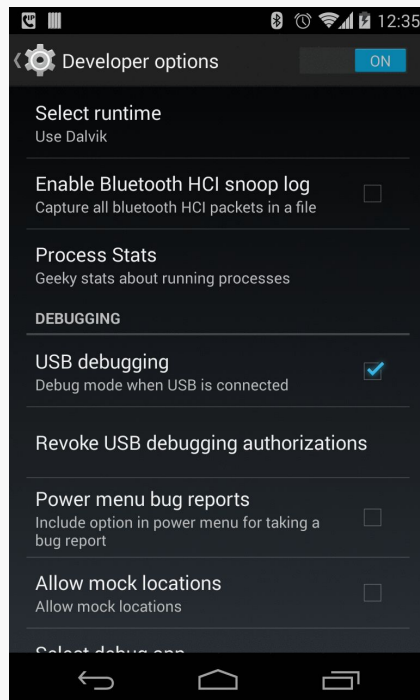 12:35
Developer options
ON
Select runtime
Use Dalvik
Enable Bluetooth HCI snoop log
Capture all bluetooth HCI packets in a file
Process Stats
Geeky stats about running processes
DEBUGGING
USB debugging
Debug mode when USB is connected
Revoke USB debugging authorizations
Power menu bug reports
Include option in power menu for taking a
bug report
Allow mock locations
Allow mock locations
Select debug app